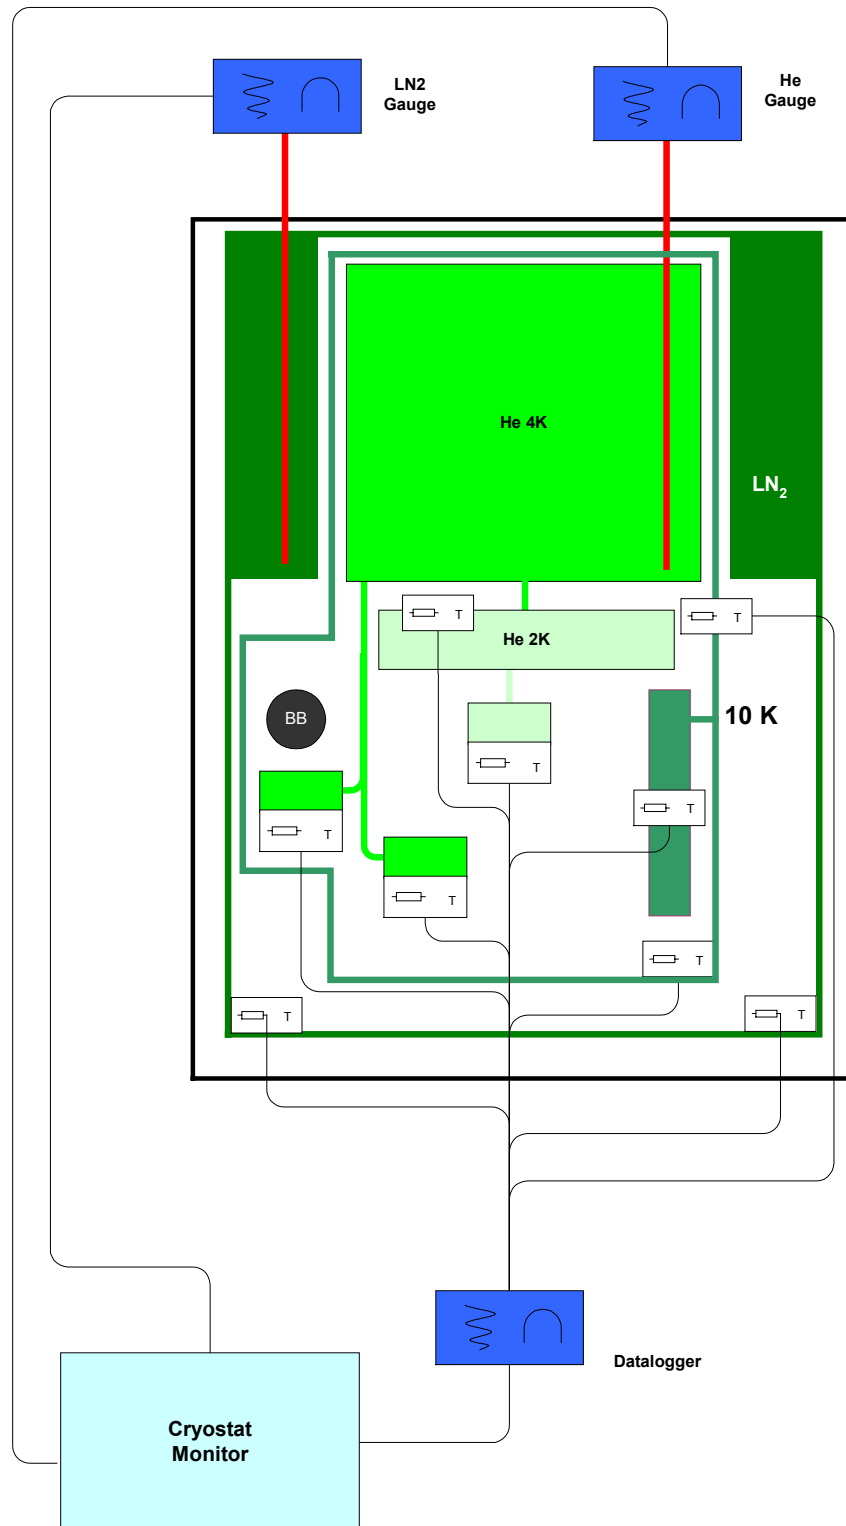 LN2
Gauge
He
Gauge
He 4K
LN2
T
T
He 2K
BB
10 K
T
T
T
T
T
T
T
Datalogger
Cryostat
Monitor